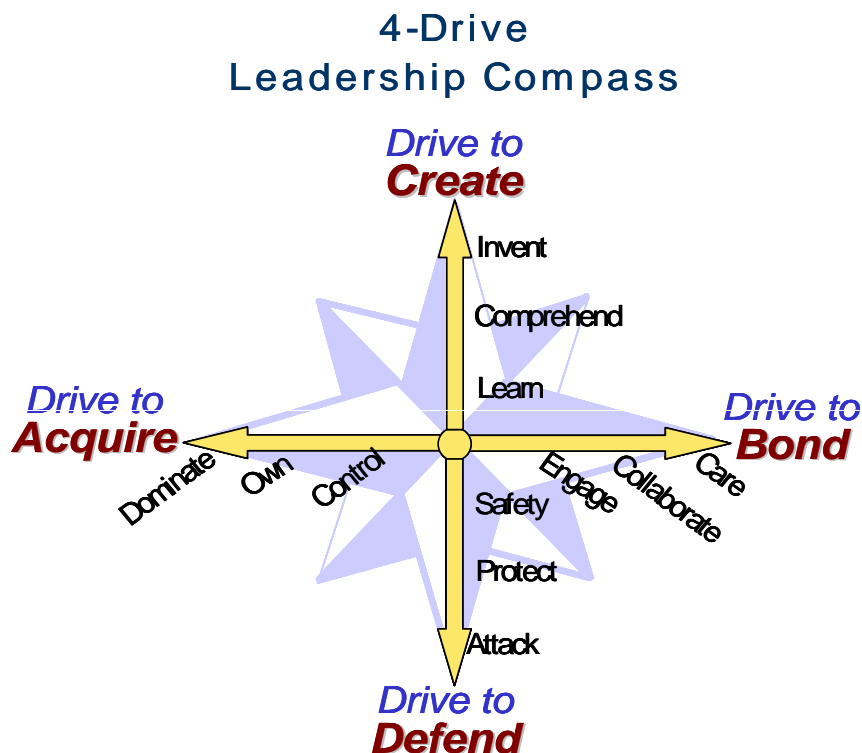 4-Drive
Leadership Compass
Drive to
Create
Invent
Comprehend
Learn
Drive to
Acquire
Dominate
Own
Control
Drive to
Bond
Engage
Collaborate
Care
Safety
Protect
Attack
Drive to
Defend